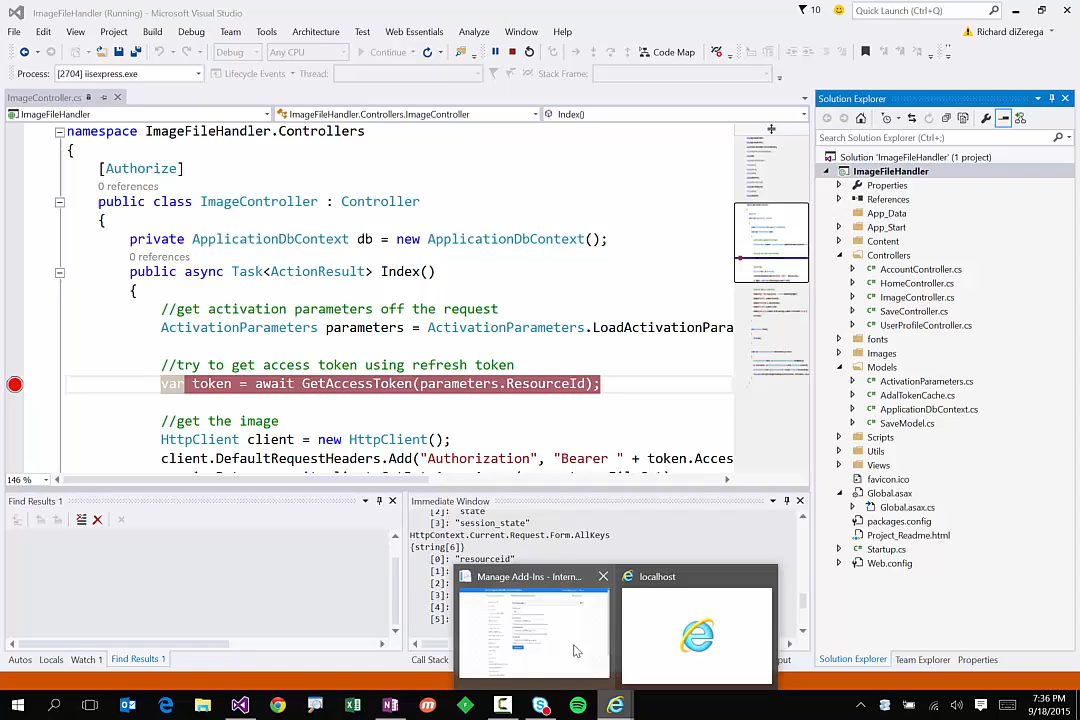 ImageFileHandler (Running) - Microsoft Visual Studio
10
Quick Launch (Ctrl+Q)
File Edit View Project Build Debug Team Tools Architecture Test Web Essentials Analyze Window Help
Richard diZerega
Debug Any CPU Continue Code Map
Process: [2704] iisexpress.exe Lifecycle Events Thread: Stack Frame:
ImageController.cs
ImageFileHandler ImageFileHandler.Controllers.ImageController Index()
namespace ImageFileHandler.Controllers
{
[Authorize]
0 references
public class ImageController : Controller
{
private ApplicationDbContext db = new ApplicationDbContext();
0 references
public async Task<ActionResult> Index()
{
//get activation parameters off the request
ActivationParameters parameters = ActivationParameters.LoadActivationPara
//try to get access token using refresh token
var token = await GetAccessToken(parameters.ResourceId);
//get the image
HttpClient client = new HttpClient();
client.DefaultRequestHeaders.Add("Authorization", "Bearer " + token.Acces
146 %
Solution Explorer
Search Solution Explorer (Ctrl+;)
Solution 'ImageFileHandler' (1 project)
ImageFileHandler
Properties
References
App_Data
App_Start
Content
Controllers
AccountController.cs
HomeController.cs
ImageController.cs
SaveController.cs
UserProfileController.cs
fonts
Images
Models
ActivationParameters.cs
AdalTokenCache.cs
ApplicationDbContext.cs
SaveModel.cs
Scripts
Utils
Views
favicon.ico
Global.asax
Global.asax.cs
packages.config
Project_Readme.html
Startup.cs
Web.config
Solution Explorer Team Explorer Properties
Find Results 1
Autos Locals Watch 1 Find Results 1
Immediate Window
[2]: "state"
[3]: "session_state"
HttpContext.Current.Request.Form.AllKeys
{string[6]}
[0]: "resourceid"
[1]:
[2]:
[3]:
[4]:
[5]:
Call Stack
Manage Add-Ins - Intern...
localhost
7:36 PM
9/18/2015